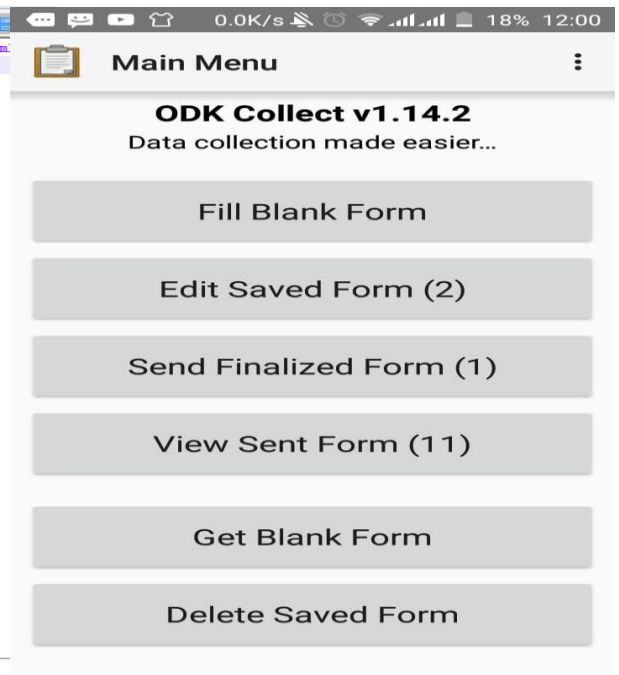 0.0K/s 18% 12:00
Main Menu
ODK Collect v1.14.2
Data collection made easier...
Fill Blank Form
Edit Saved Form (2)
Send Finalized Form (1)
View Sent Form (11)
Get Blank Form
Delete Saved Form